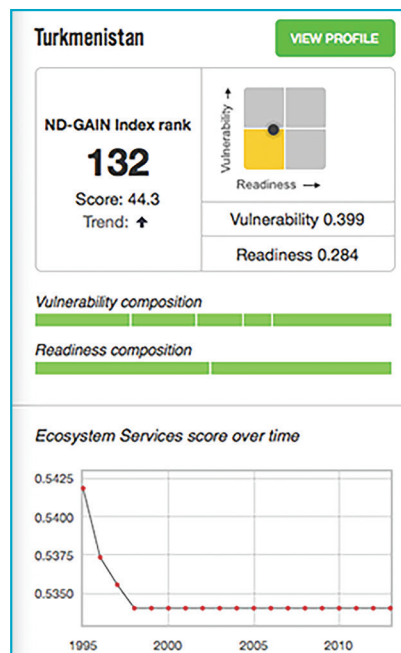 Turkmenistan
VIEW PROFILE
ND-GAIN Index rank
132
Score: 44.3
Trend: ↑
Vulnerability →
Readiness →
Vulnerability 0.399
Readiness 0.284
Vulnerability composition
Readiness composition
Ecosystem Services score over time
0.5425
0.5400
0.5375
0.5350
1995 2000 2005 2010